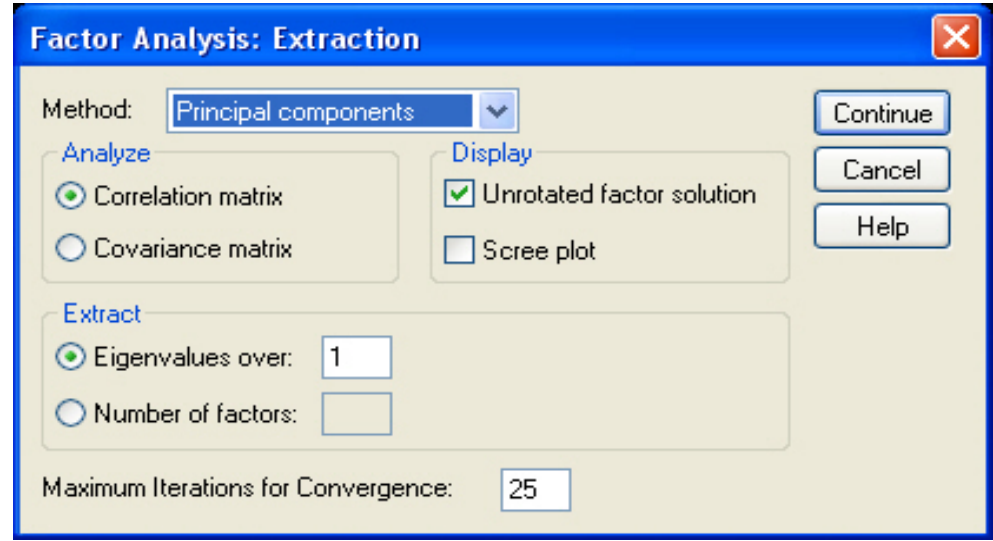 Factor Analysis: Extraction
Method: Principal components
Continue
Analyze
Display
Cancel
Correlation matrix
Unrotated factor solution
Help
Covariance matrix
Scree plot
Extract
Eigenvalues over: 1
Number of factors:
Maximum Iterations for Convergence: 25